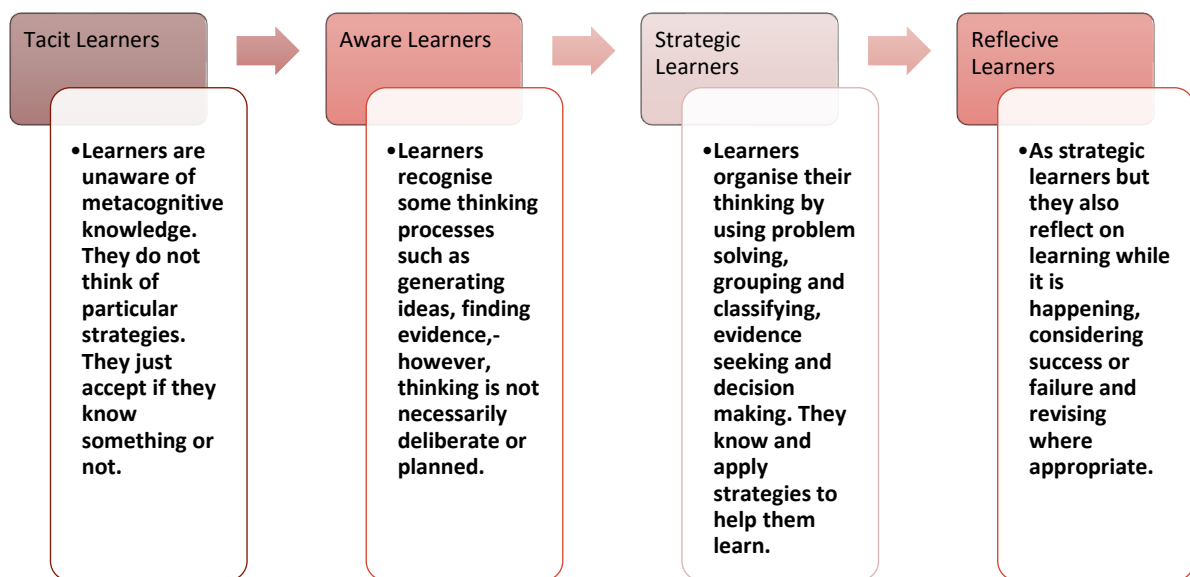 Tacit Learners
•Learners are
unaware of
metacognitive
knowledge.
They do not
think of
particular
strategies.
They just
accept if they
know
something or
not.
Aware Learners
•Learners
recognise
some thinking
processes
such as
generating
ideas, finding
evidence,-
however,
thinking is not
necessarily
deliberate or
planned.
Strategic
Learners
•Learners
organise their
thinking by
using problem
solving,
grouping and
classifying,
evidence
seeking and
decision
making. They
know and
apply
strategies to
help them
learn.
Reflecive
Learners
•As strategic
learners but
they also
reflect on
learning while
it is
happening,
considering
success or
failure and
revising
where
appropriate.